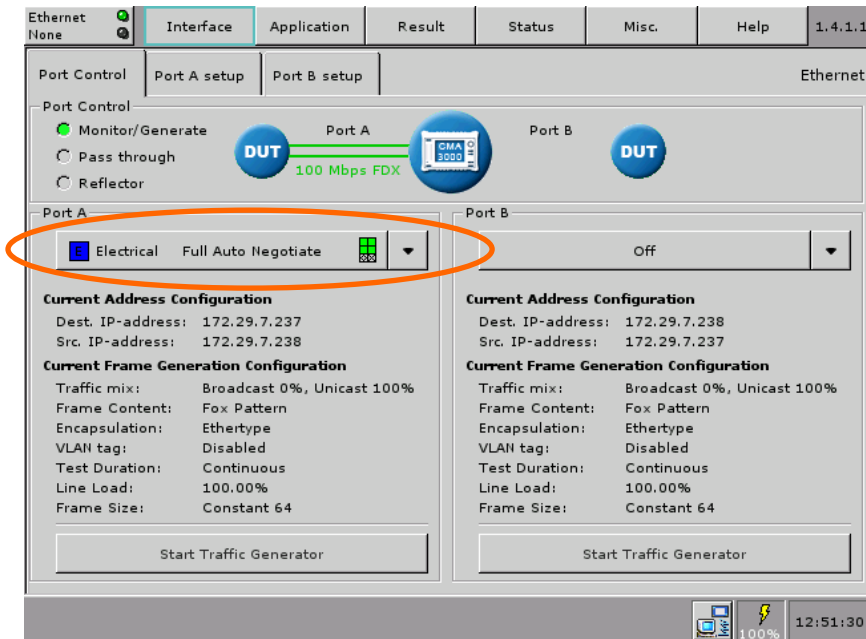 Ethernet
None
Interface Application Result Status Misc. Help 1.4.1.1
Port Control Port A setup Port B setup Ethernet
Port Control
Monitor/Generate
Pass through
Reflector
DUT
Port A
100 Mbps FDX
CMA
3000
Port B
DUT
Port A
E Electrical Full Auto Negotiate
Current Address Configuration
Dest. IP-address: 172.29.7.237
Src. IP-address: 172.29.7.238
Current Frame Generation Configuration
Traffic mix: Broadcast 0%, Unicast 100%
Frame Content: Fox Pattern
Encapsulation: Ethertype
VLAN tag: Disabled
Test Duration: Continuous
Line Load: 100.00%
Frame Size: Constant 64
Start Traffic Generator
Port B
Off
Current Address Configuration
Dest. IP-address: 172.29.7.238
Src. IP-address: 172.29.7.237
Current Frame Generation Configuration
Traffic mix: Broadcast 0%, Unicast 100%
Frame Content: Fox Pattern
Encapsulation: Ethertype
VLAN tag: Disabled
Test Duration: Continuous
Line Load: 100.00%
Frame Size: Constant 64
Start Traffic Generator
100%
12:51:30